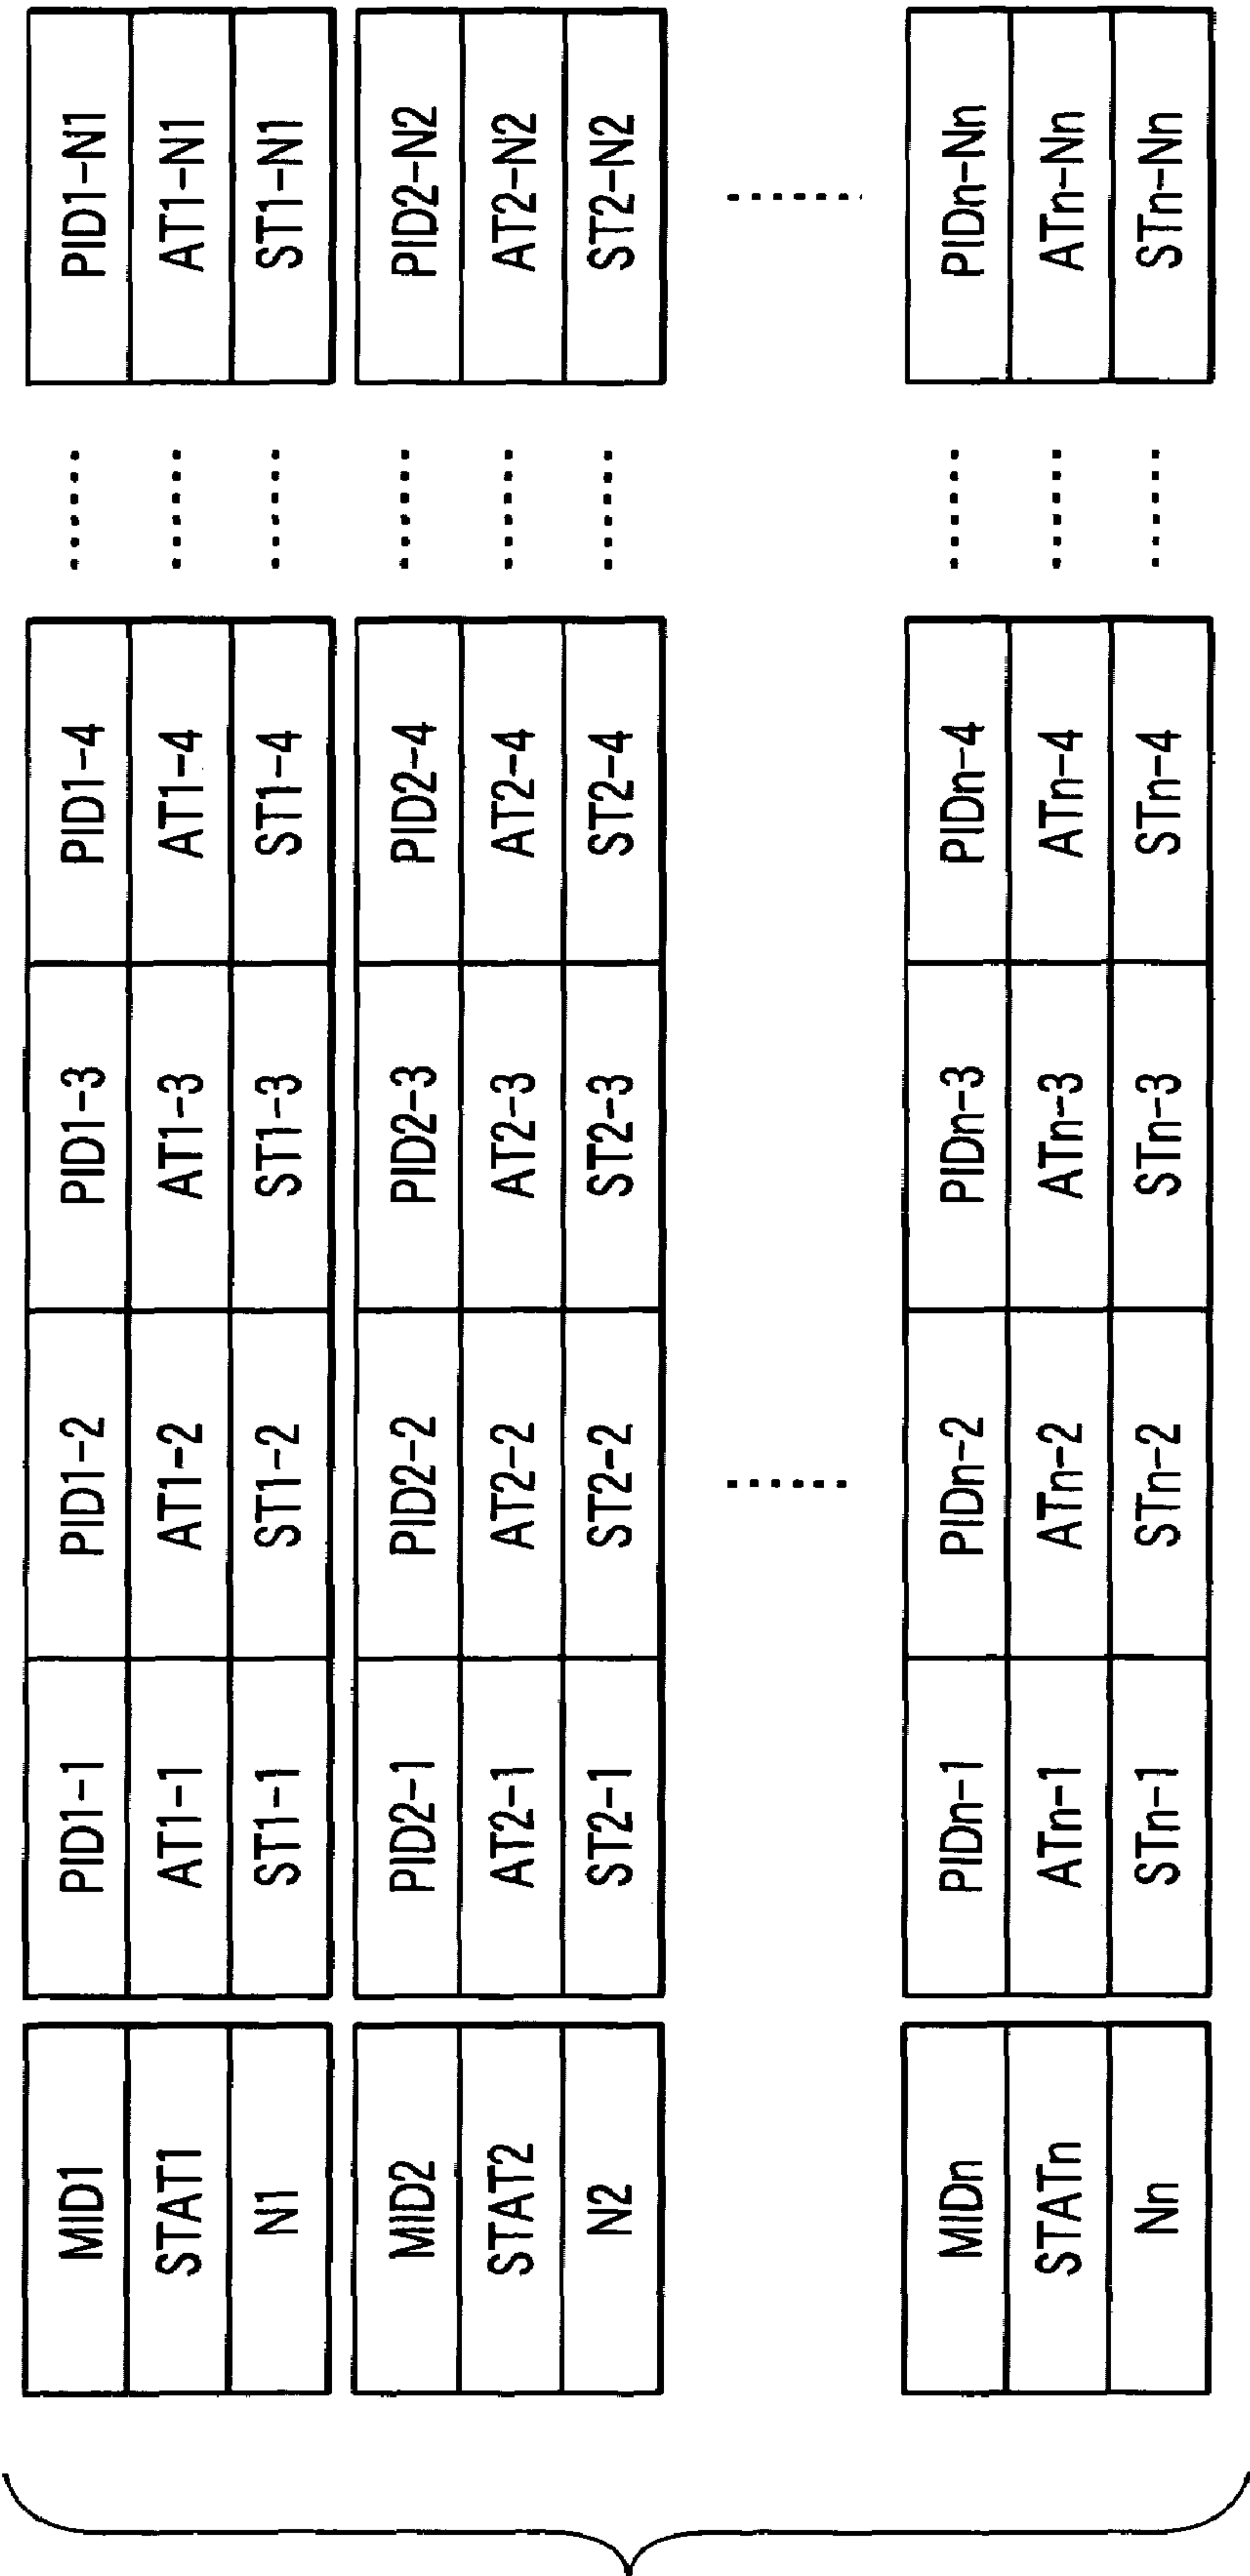 MID1 PID1-1 PID1-2 PID1-3 PID1-4 ...... PID1-N1
STAT1 AT1-1 AT1-2 AT1-3 AT1-4 ...... AT1-N1
N1 ST1-1 ST1-2 ST1-3 ST1-4 ...... ST1-N1
MID2 PID2-1 PID2-2 PID2-3 PID2-4 ...... PID2-N2
STAT2 AT2-1 AT2-2 AT2-3 AT2-4 ...... AT2-N2
N2 ST2-1 ST2-2 ST2-3 ST2-4 ...... ST2-N2
MIDn PIDn-1 PIDn-2 PIDn-3 PIDn-4 ...... PIDn-Nn
STATn ATn-1 ATn-2 ATn-3 ATn-4 ...... ATn-Nn
Nn STn-1 STn-2 STn-3 STn-4 ...... STn-Nn